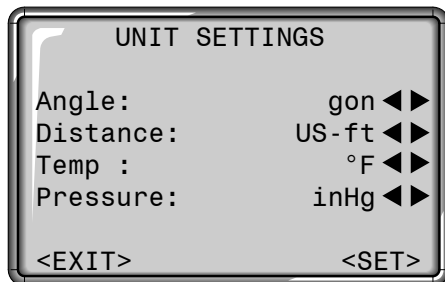 UNIT SETTINGS
Angle: gon ◀▶
Distance: US-ft ◀▶
Temp : °F ◀▶
Pressure: inHg ◀▶
<EXIT> <SET>